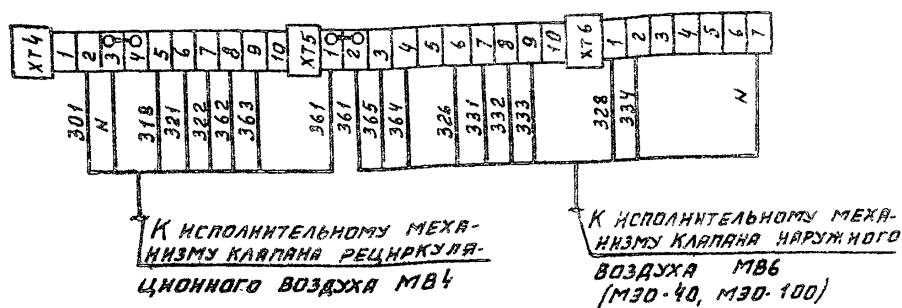 XT4 1 2 3 4 5 6 7 8 9 10 XT5 1 2 3 4 5 6 7 8 9 10 XT6 1 2 3 4 5 6 7
301 N 318 321 322 362 363 361 361 365 364 326 331 332 333 328 334 N
К ИСПОЛНИТЕЛЬНОМУ МЕХА-
НИЗМУ КЛАПАНА РЕЦИРКУЛЯ-
ЦИОННОГО ВОЗДУХА МВ4
К ИСПОЛНИТЕЛЬНОМУ МЕХА-
НИЗМУ КЛАПАНА НАРУЖНОГО
ВОЗДУХА МВ6
(МЭО-40, МЭО-100)